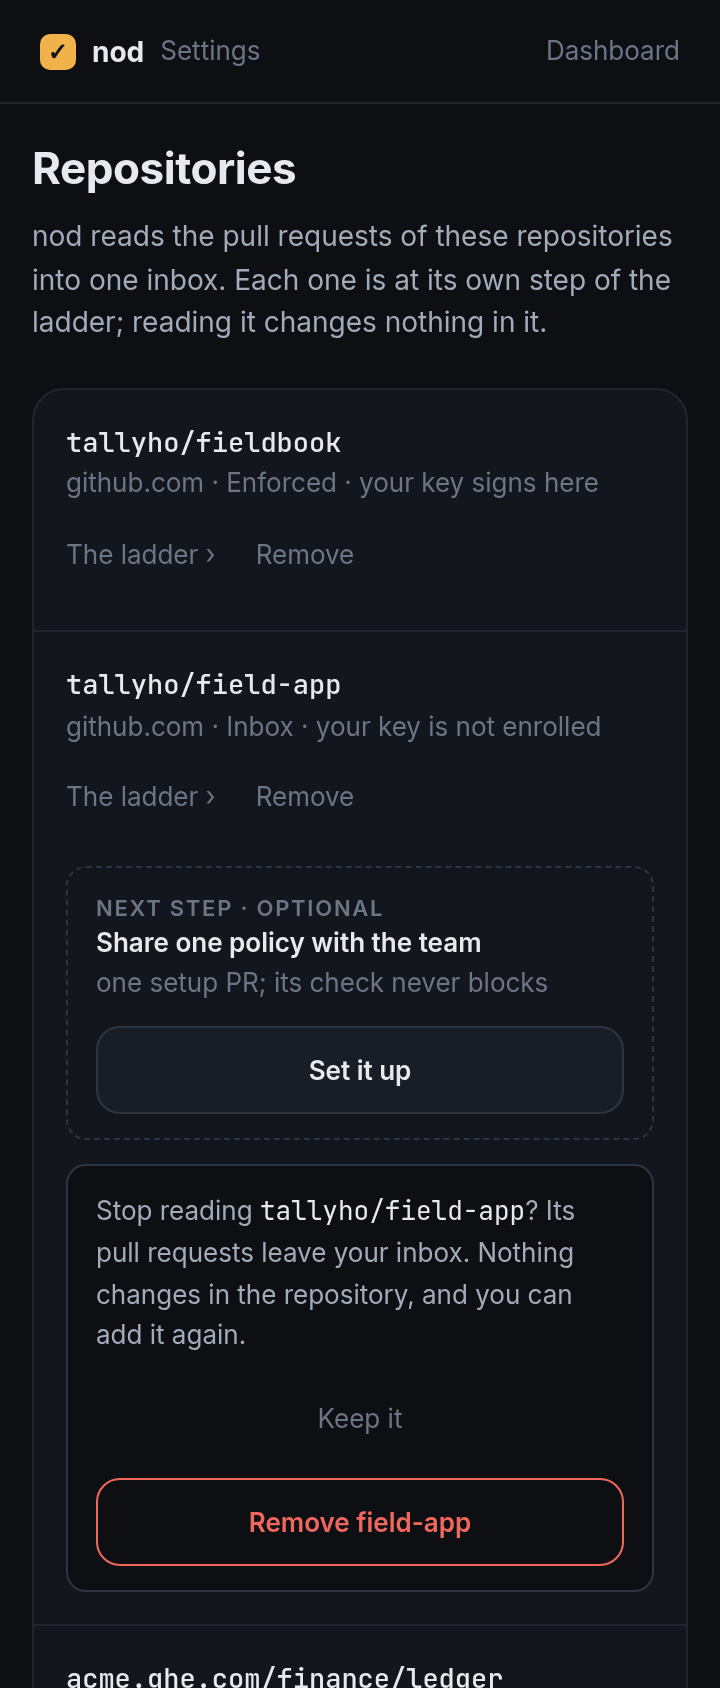 ✓ nod Settings Dashboard
Repositories
nod reads the pull requests of these repositories
into one inbox. Each one is at its own step of the
ladder; reading it changes nothing in it.
tallyho/fieldbook
github.com · Enforced · your key signs here
The ladder › Remove
tallyho/field-app
github.com · Inbox · your key is not enrolled
The ladder › Remove
NEXT STEP · OPTIONAL
Share one policy with the team
one setup PR; its check never blocks
Set it up
Stop reading tallyho/field-app? Its
pull requests leave your inbox. Nothing
changes in the repository, and you can
add it again.
Keep it
Remove field-app
acme.ghe.com/finance/ledger